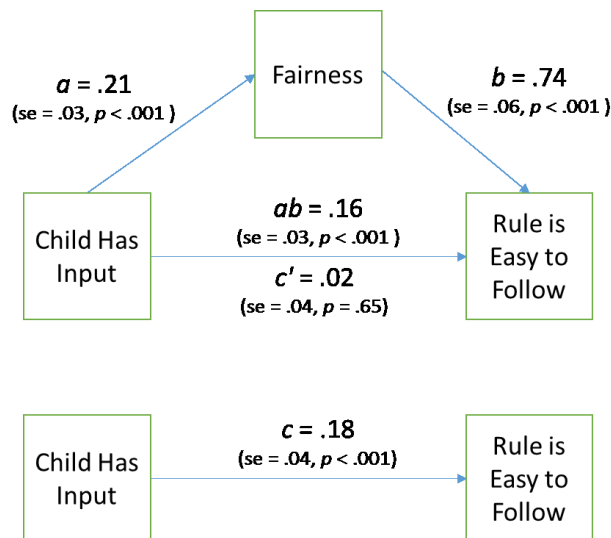 Fairness
a = .21
(se = .03, p < .001 )
b = .74
(se = .06, p < .001 )
Child Has
Input
ab = .16
(se = .03, p < .001 )
c' = .02
(se = .04, p = .65)
Rule is
Easy to
Follow
Child Has
Input
c = .18
(se = .04, p < .001)
Rule is
Easy to
Follow